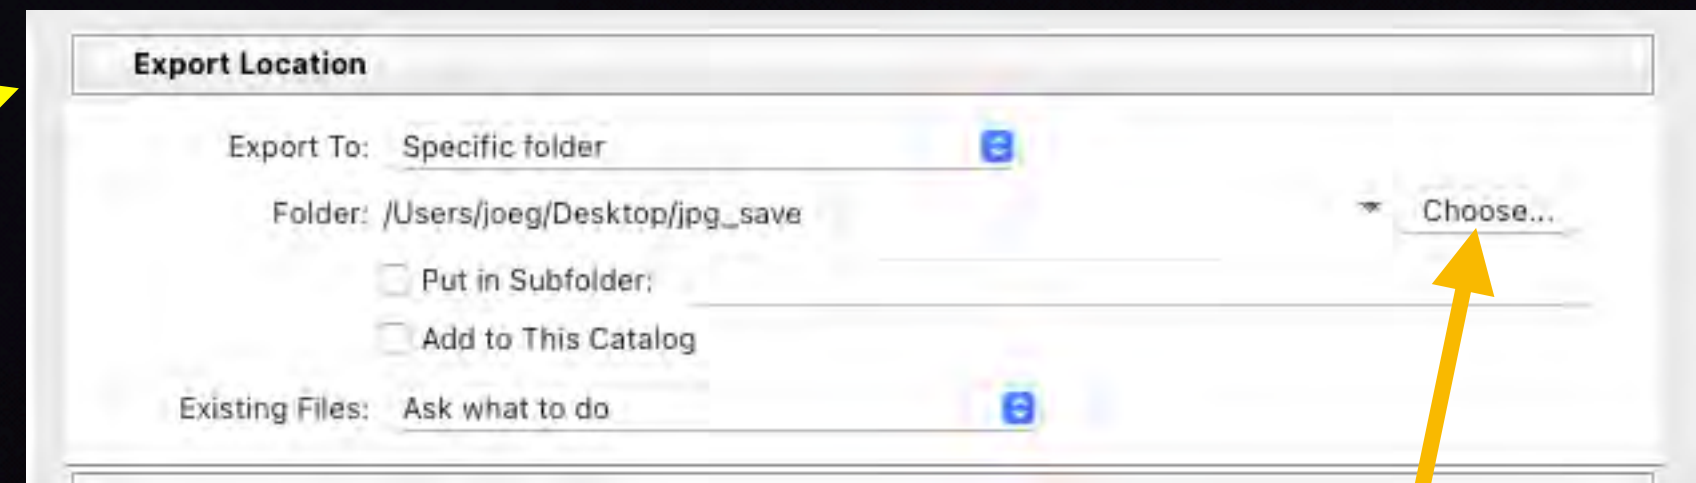 Export Location
Export To: Specific folder
Folder: /Users/joeg/Desktop/jpg_save Choose...
Put in Subfolder:
Add to This Catalog
Existing Files: Ask what to do